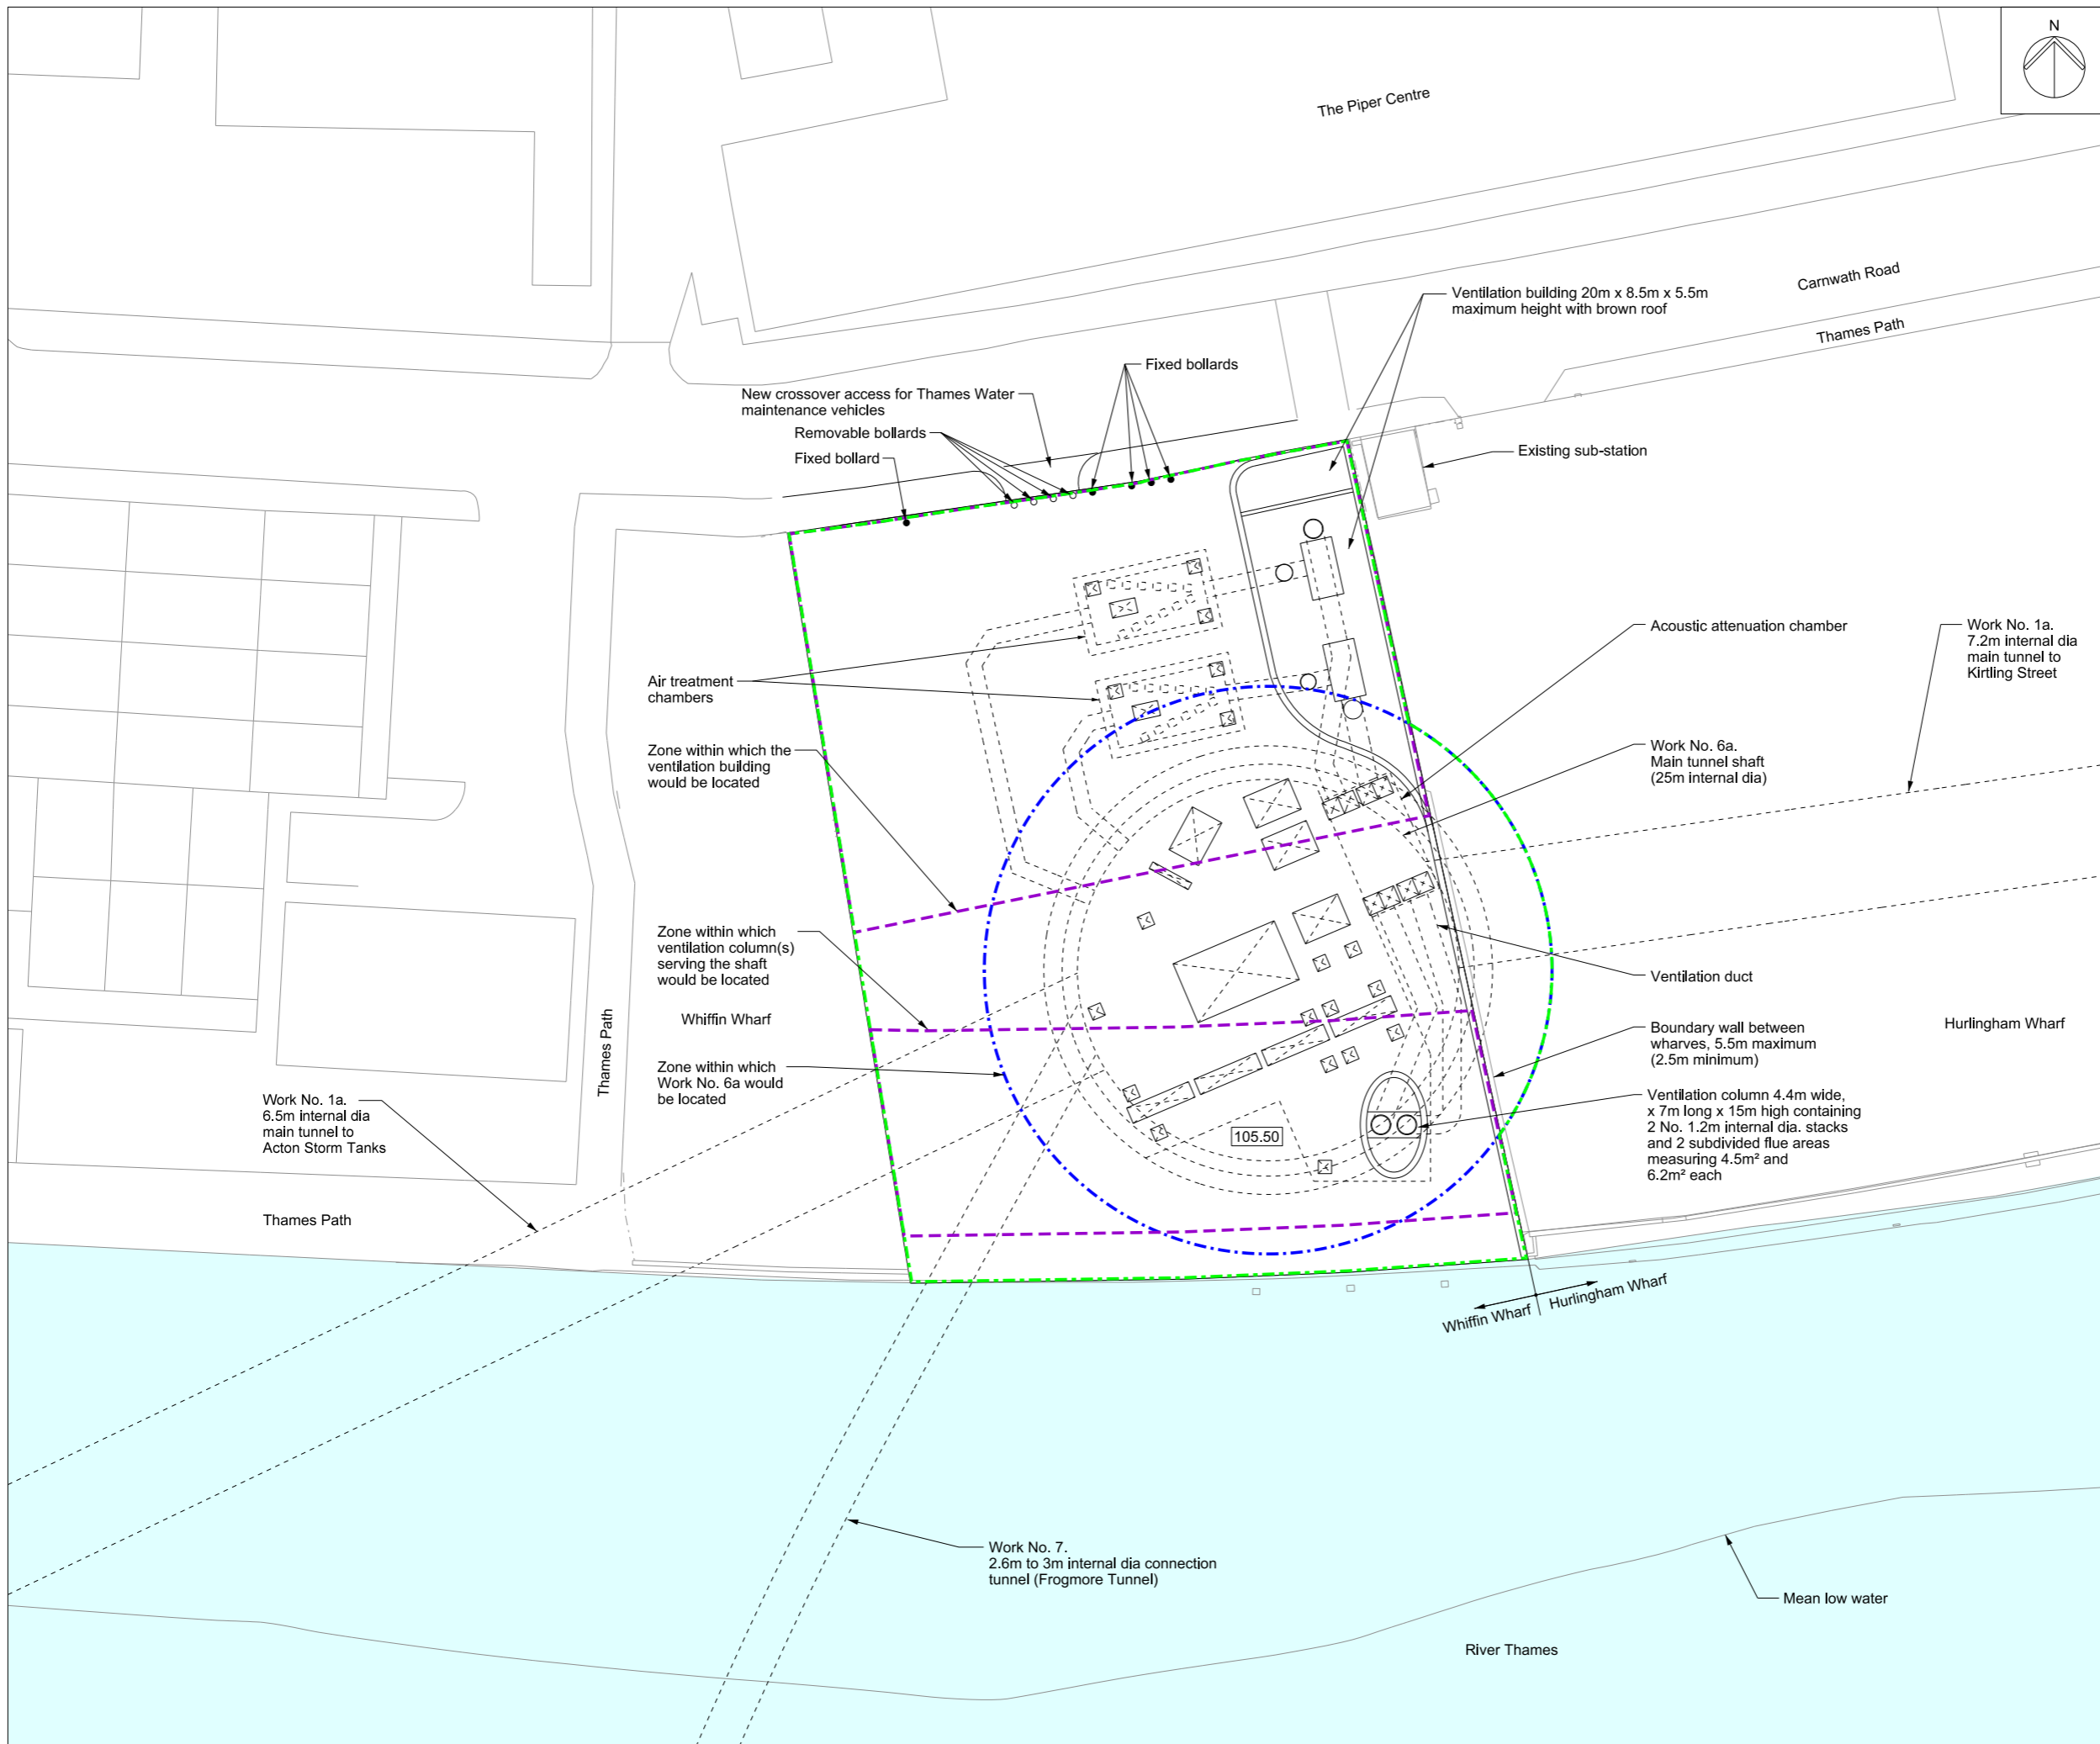 N
The Piper Centre
Carnwath Road
Thames Path
Ventilation building 20m x 8.5m x 5.5m
maximum height with brown roof
Fixed bollards
New crossover access for Thames Water
maintenance vehicles
Removable bollards
Fixed bollard
Existing sub-station
Acoustic attenuation chamber
Work No. 1a.
7.2m internal dia
main tunnel to
Kirtling Street
Air treatment
chambers
Zone within which the
ventilation building
would be located
Work No. 6a.
Main tunnel shaft
(25m internal dia)
Zone within which
ventilation column(s)
serving the shaft
would be located
Ventilation duct
Whiffin Wharf
Thames Path
Hurlingham Wharf
Boundary wall between
wharves, 5.5m maximum
(2.5m minimum)
Zone within which
Work No. 6a would
be located
Work No. 1a.
6.5m internal dia
main tunnel to
Acton Storm Tanks
Ventilation column 4.4m wide,
x 7m long x 15m high containing
2 No. 1.2m internal dia. stacks
and 2 subdivided flue areas
measuring 4.5m² and
6.2m² each
105.50
Thames Path
Whiffin Wharf
Hurlingham Wharf
Work No. 7.
2.6m to 3m internal dia connection
tunnel (Frogmore Tunnel)
Mean low water
River Thames